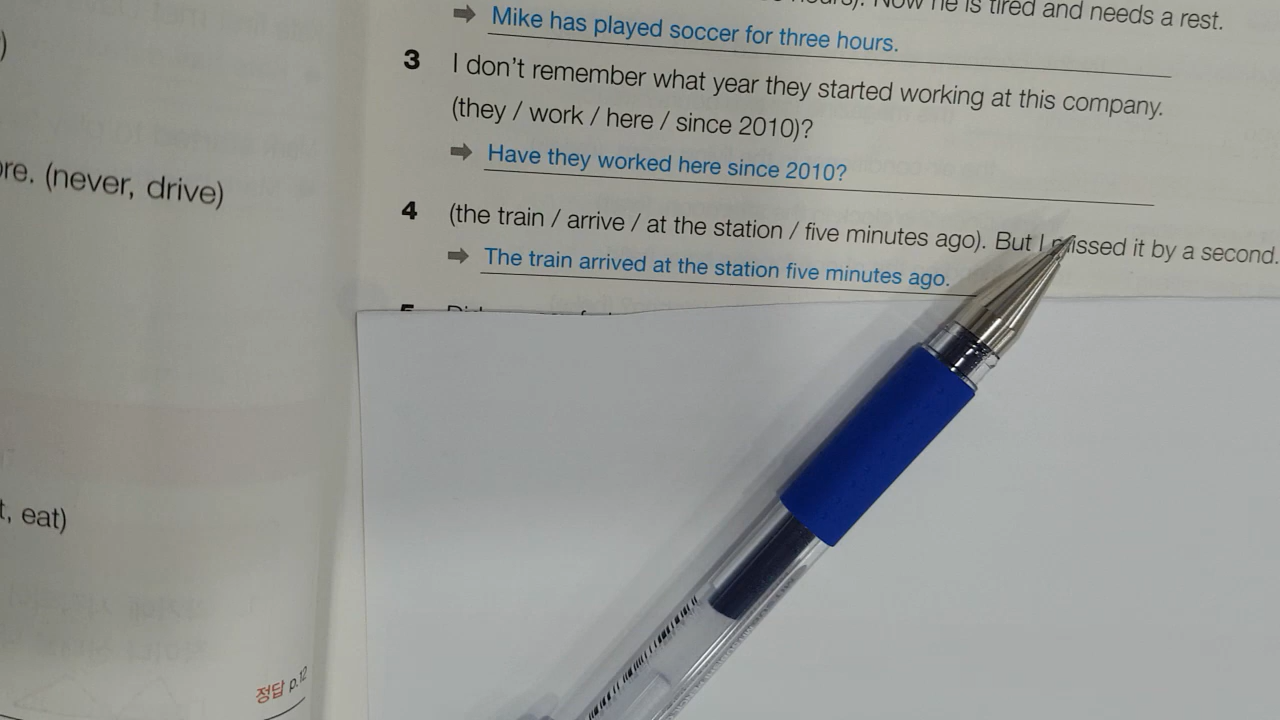 )
re. (never, drive)
t, eat)
정답 p.12
Now he is tired and needs a rest.
➡ Mike has played soccer for three hours.
3 I don't remember what year they started working at this company.
(they / work / here / since 2010)?
➡ Have they worked here since 2010?
4 (the train / arrive / at the station / five minutes ago). But I missed it by a second.
➡ The train arrived at the station five minutes ago.
5